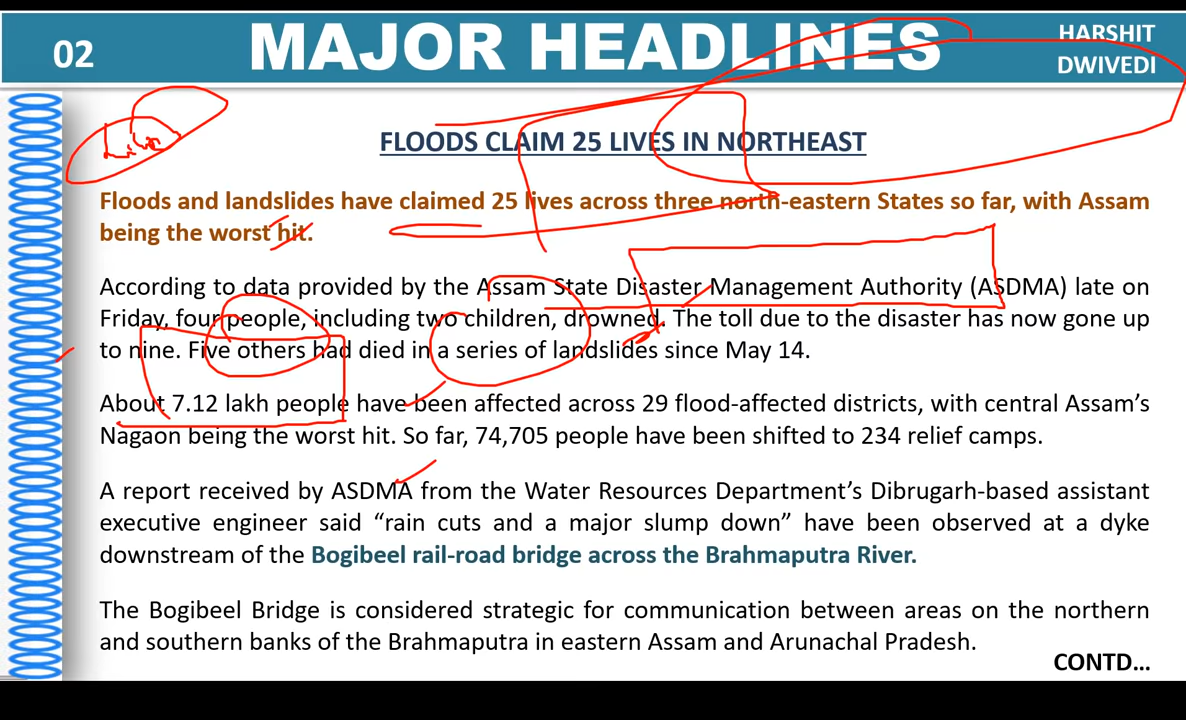 02
MAJOR HEADLINES
HARSHIT
DWIVEDI
FLOODS CLAIM 25 LIVES IN NORTHEAST
Floods and landslides have claimed 25 lives across three north-eastern States so far, with Assam
being the worst hit.
According to data provided by the Assam State Disaster Management Authority (ASDMA) late on
Friday, four people, including two children, drowned. The toll due to the disaster has now gone up
to nine. Five others had died in a series of landslides since May 14.
About 7.12 lakh people have been affected across 29 flood-affected districts, with central Assam’s
Nagaon being the worst hit. So far, 74,705 people have been shifted to 234 relief camps.
A report received by ASDMA from the Water Resources Department’s Dibrugarh-based assistant
executive engineer said “rain cuts and a major slump down” have been observed at a dyke
downstream of the Bogibeel rail-road bridge across the Brahmaputra River.
The Bogibeel Bridge is considered strategic for communication between areas on the northern
and southern banks of the Brahmaputra in eastern Assam and Arunachal Pradesh.
CONTD...